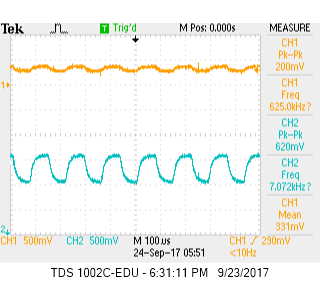 Tek T Trig'd M Pos: 0.000s MEASURE
CH1
Pk-Pk
200mV
CH1
Freq
625.0kHz?
CH2
Pk-Pk
620mV
CH2
Freq
7.072kHz?
CH1
Mean
331mV
1
2
CH1 500mV CH2 500mV M 100µs CH1 290mV
24-Sep-17 05:51 <10Hz
TDS 1002C-EDU - 6:31:11 PM 9/23/2017